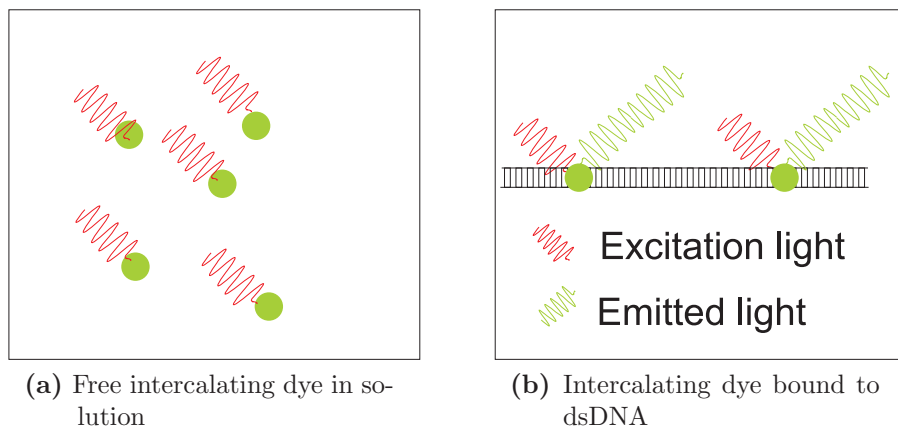 Excitation light
Emitted light
(a) Free intercalating dye in so-
lution
(b) Intercalating dye bound to
dsDNA